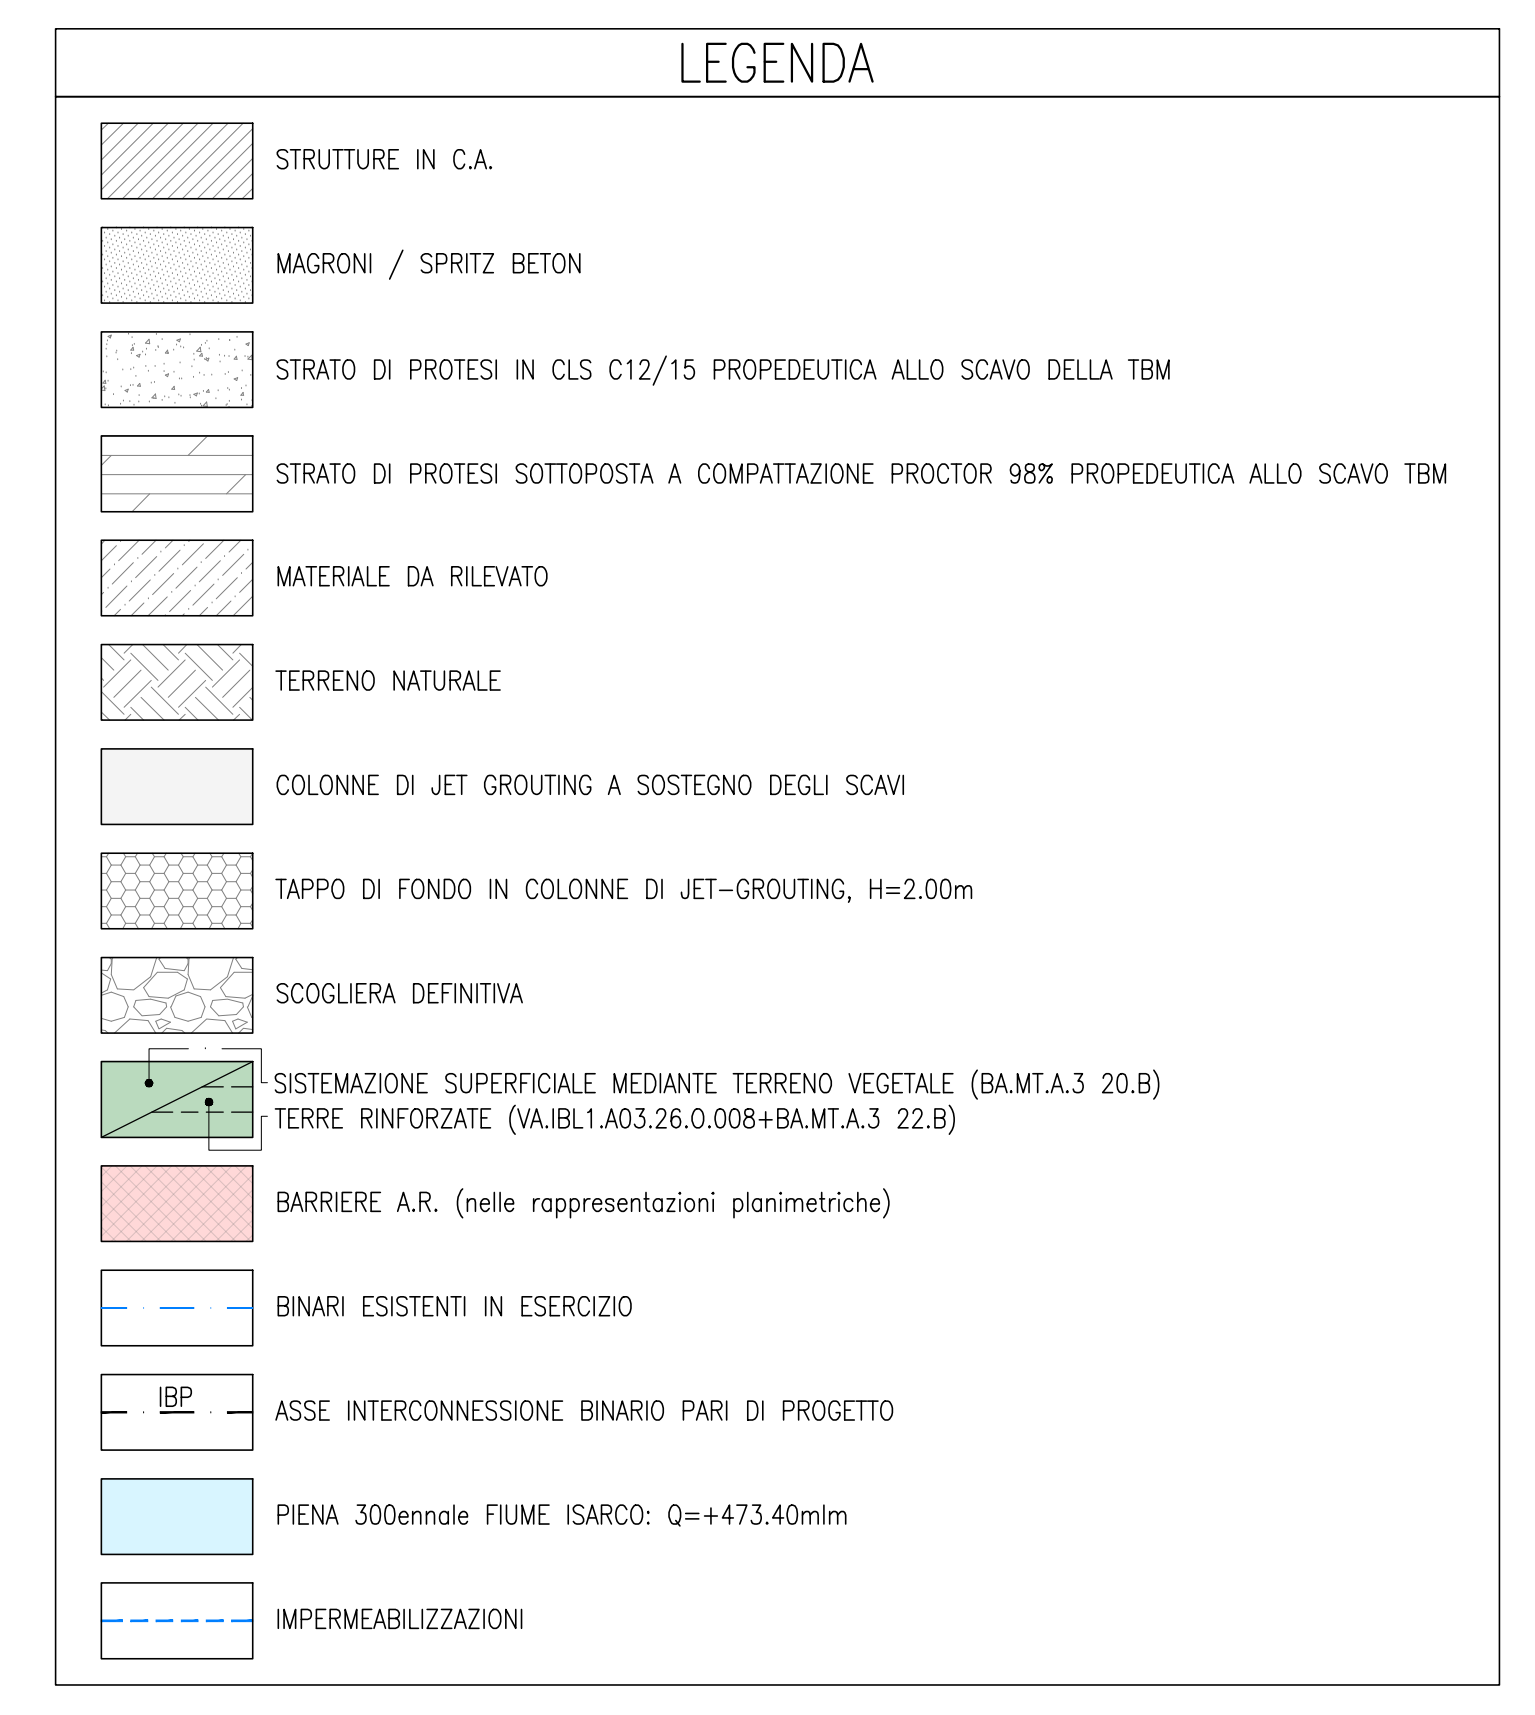 LEGENDA
STRUTTURE IN C.A.
MAGRONI / SPRITZ BETON
STRATO DI PROTESI IN CLS C12/15 PROPEDEUTICA ALLO SCAVO DELLA TBM
STRATO DI PROTESI SOTTOPOSTA A COMPATTAZIONE PROCTOR 98% PROPEDEUTICA ALLO SCAVO TBM
MATERIALE DA RILEVATO
TERRENO NATURALE
COLONNE DI JET GROUTING A SOSTEGNO DEGLI SCAVI
TAPPO DI FONDO IN COLONNE DI JET-GROUTING, H=2.00m
SCOGLIERA DEFINITIVA
SISTEMAZIONE SUPERFICIALE MEDIANTE TERRENO VEGETALE (BA.MT.A.3 20.B)
TERRE RINFORZATE (VA.IBL1.A03.26.0.008+BA.MT.A.3 22.B)
BARRIERE A.R. (nelle rappresentazioni planimetriche)
BINARI ESISTENTI IN ESERCIZIO
IBP
ASSE INTERCONNESSIONE BINARIO PARI DI PROGETTO
PIENA 300ennale FIUME ISARCO: Q=+473.40mlm
IMPERMEABILIZZAZIONI